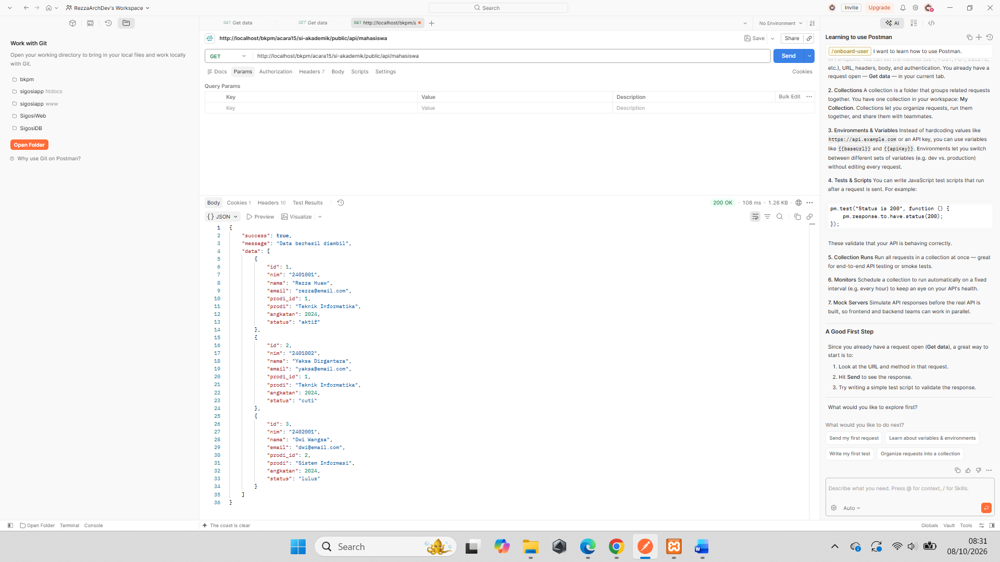 RezzaArchDev's Workspace
Search
Invite
Upgrade
Work with Git
Open your working directory to bring in your local files and work locally
with Git.
bkpm
sigosiapp htdocs
sigosiapp www
SigosiWeb
SigosiDB
Open Folder
Why use Git on Postman?
GET Get data
GET Get data
GET http://localhost/bkpm/a
No Environment
HTTP
http://localhost/bkpm/acara15/si-akademik/public/api/mahasiswa
Save
Share
GET
http://localhost/bkpm/acara15/si-akademik/public/api/mahasiswa
Send
Docs
Params
Authorization
Headers 7
Body
Scripts
Settings
Cookies
Query Params
Key
Value
Description
Bulk Edit
Key
Value
Description
Body
Cookies 1
Headers 10
Test Results
200 OK
108 ms
1.26 KB
{} JSON
Preview
Visualize
1 {
2 "success": true,
3 "message": "Data berhasil diambil",
4 "data": [
5 {
6 "id": 1,
7 "nim": "2401001",
8 "nama": "Rezza Huaw",
9 "email": "rezza@email.com",
10 "prodi_id": 1,
11 "prodi": "Teknik Informatika",
12 "angkatan": 2024,
13 "status": "aktif"
14 },
15 {
16 "id": 2,
17 "nim": "2401002",
18 "nama": "Yaksa Dirgantara",
19 "email": "yaksa@email.com",
20 "prodi_id": 1,
21 "prodi": "Teknik Informatika",
22 "angkatan": 2024,
23 "status": "cuti"
24 },
25 {
26 "id": 3,
27 "nim": "2402001",
28 "nama": "Dwi Wangsa",
29 "email": "dwi@email.com",
30 "prodi_id": 2,
31 "prodi": "Sistem Informasi",
32 "angkatan": 2024,
33 "status": "lulus"
34 }
35 ]
36 }
AI
Learning to use Postman
/onboard-user I want to learn how to use Postman.
API endpoint. You can set the method (GET, POST, PUT, DELETE,
etc.), URL, headers, body, and authentication. You already have a
request open — Get data — in your current tab.
2. Collections A collection is a folder that groups related requests
together. You have one collection in your workspace: My
Collection. Collections let you organize requests, run them
together, and share them with teammates.
3. Environments & Variables Instead of hardcoding values like
https://api.example.com or an API key, you can use variables
like {{baseUrl}} and {{apiKey}}. Environments let you switch
between different sets of variables (e.g. dev vs. production)
without editing every request.
4. Tests & Scripts You can write JavaScript test scripts that run
after a request is sent. For example:
pm.test("Status is 200", function () {
pm.response.to.have.status(200);
});
These validate that your API is behaving correctly.
5. Collection Runs Run all requests in a collection at once — great
for end-to-end API testing or smoke tests.
6. Monitors Schedule a collection to run automatically on a fixed
interval (e.g. every hour) to keep an eye on your API's health.
7. Mock Servers Simulate API responses before the real API is
built, so frontend and backend teams can work in parallel.
A Good First Step
Since you already have a request open (Get data), a great way to
start is to:
1. Look at the URL and method in that request.
2. Hit Send to see the response.
3. Try writing a simple test script to validate the response.
What would you like to explore first?
What would you like to do next?
Send my first request
Learn about variables & environments
Write my first test
Organize requests into a collection
Describe what you need. Press @ for context, / for Skills.
Auto
Open Folder
Terminal
Console
The coast is clear
Globals
Vault
Tools
Search
08:31
08/10/2026